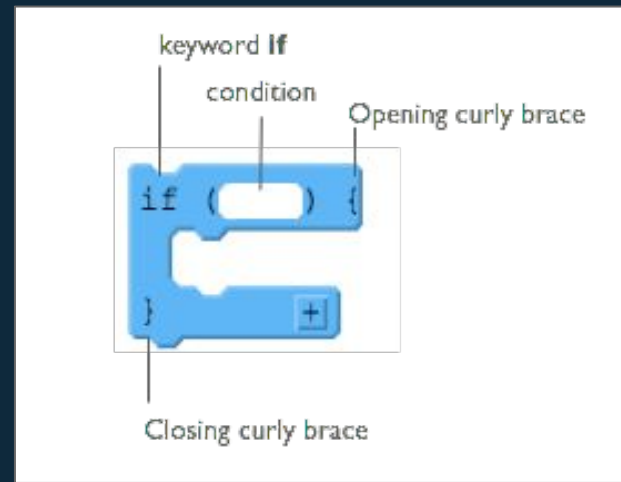 keyword if
condition
Opening curly brace
if ( ) {
} +
Closing curly brace